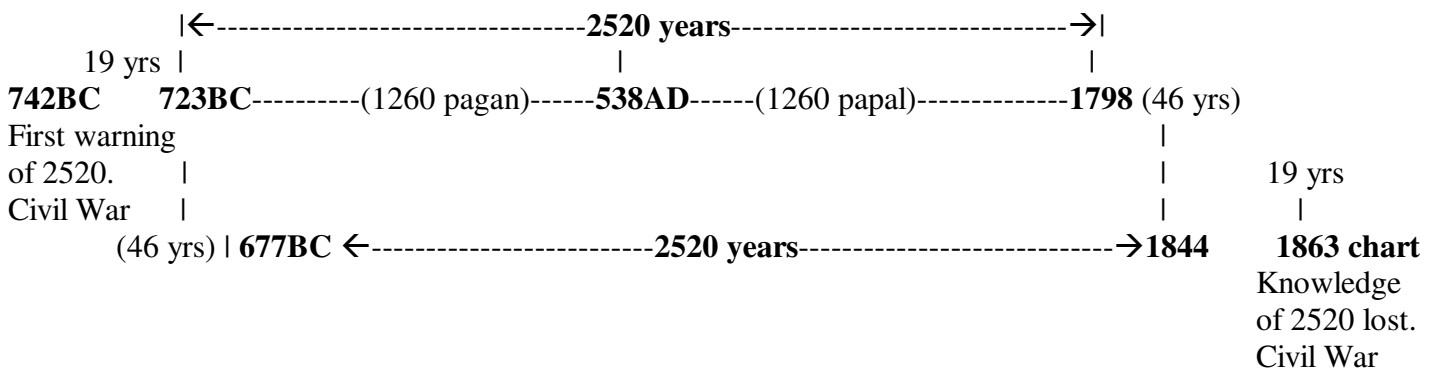 |←----------------------------------2520 years-------------------------------→|
19 yrs | | |
742BC 723BC----------(1260 pagan)------538AD------(1260 papal)--------------1798 (46 yrs)
First warning |
of 2520. | | 19 yrs
Civil War | | |
(46 yrs) | 677BC ←--------------------------2520 years----------------------------→1844 1863 chart
Knowledge
of 2520 lost.
Civil War